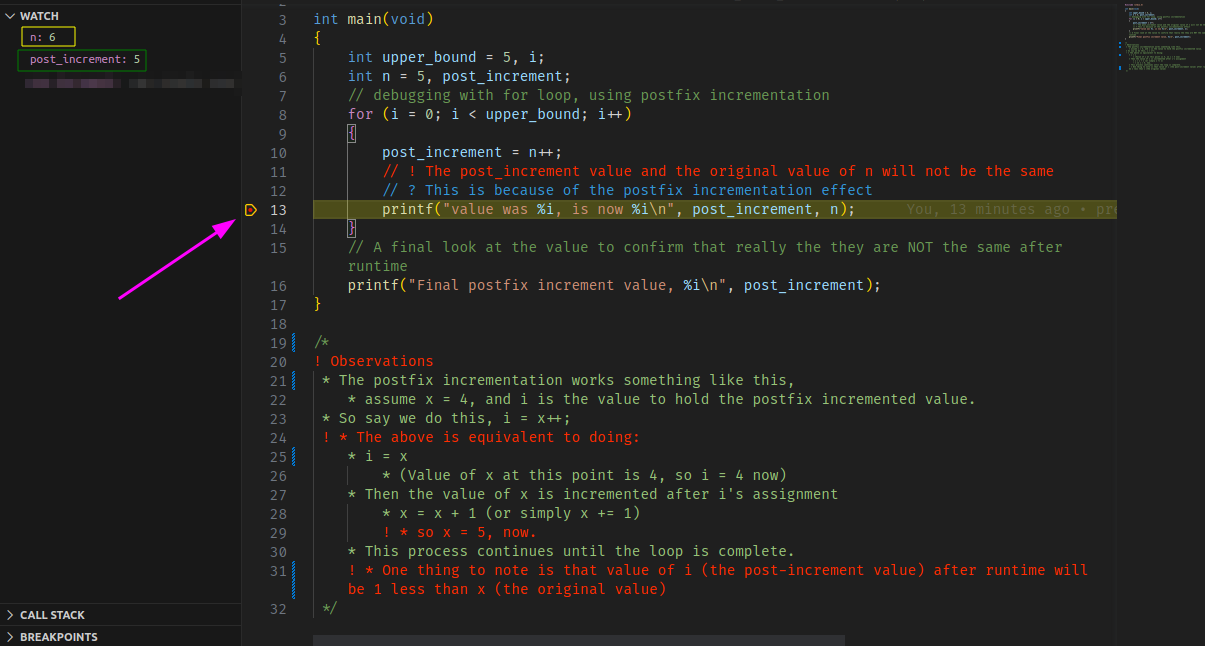 WATCH
n: 6
post_increment: 5
CALL STACK
BREAKPOINTS
3 int main(void)
4 {
5 int upper_bound = 5, i;
6 int n = 5, post_increment;
7 // debugging with for loop, using postfix incrementation
8 for (i = 0; i < upper_bound; i++)
9 {
10 post_increment = n++;
11 // ! The post_increment value and the original value of n will not be the same
12 // ? This is because of the postfix incrementation effect
13 printf("value was %i, is now %i\n", post_increment, n); You, 13 minutes ago •
14 }
15 // A final look at the value to confirm that really the they are NOT the same after
runtime
16 printf("Final postfix increment value, %i\n", post_increment);
17 }
18
19 /*
20 ! Observations
21 * The postfix incrementation works something like this,
22 * assume x = 4, and i is the value to hold the postfix incremented value.
23 * So say we do this, i = x++;
24 ! * The above is equivalent to doing:
25 * i = x
26 * (Value of x at this point is 4, so i = 4 now)
27 * Then the value of x is incremented after i's assignment
28 * x = x + 1 (or simply x += 1)
29 ! * so x = 5, now.
30 * This process continues until the loop is complete.
31 ! * One thing to note is that value of i (the post-increment value) after runtime will
be 1 less than x (the original value)
32 */